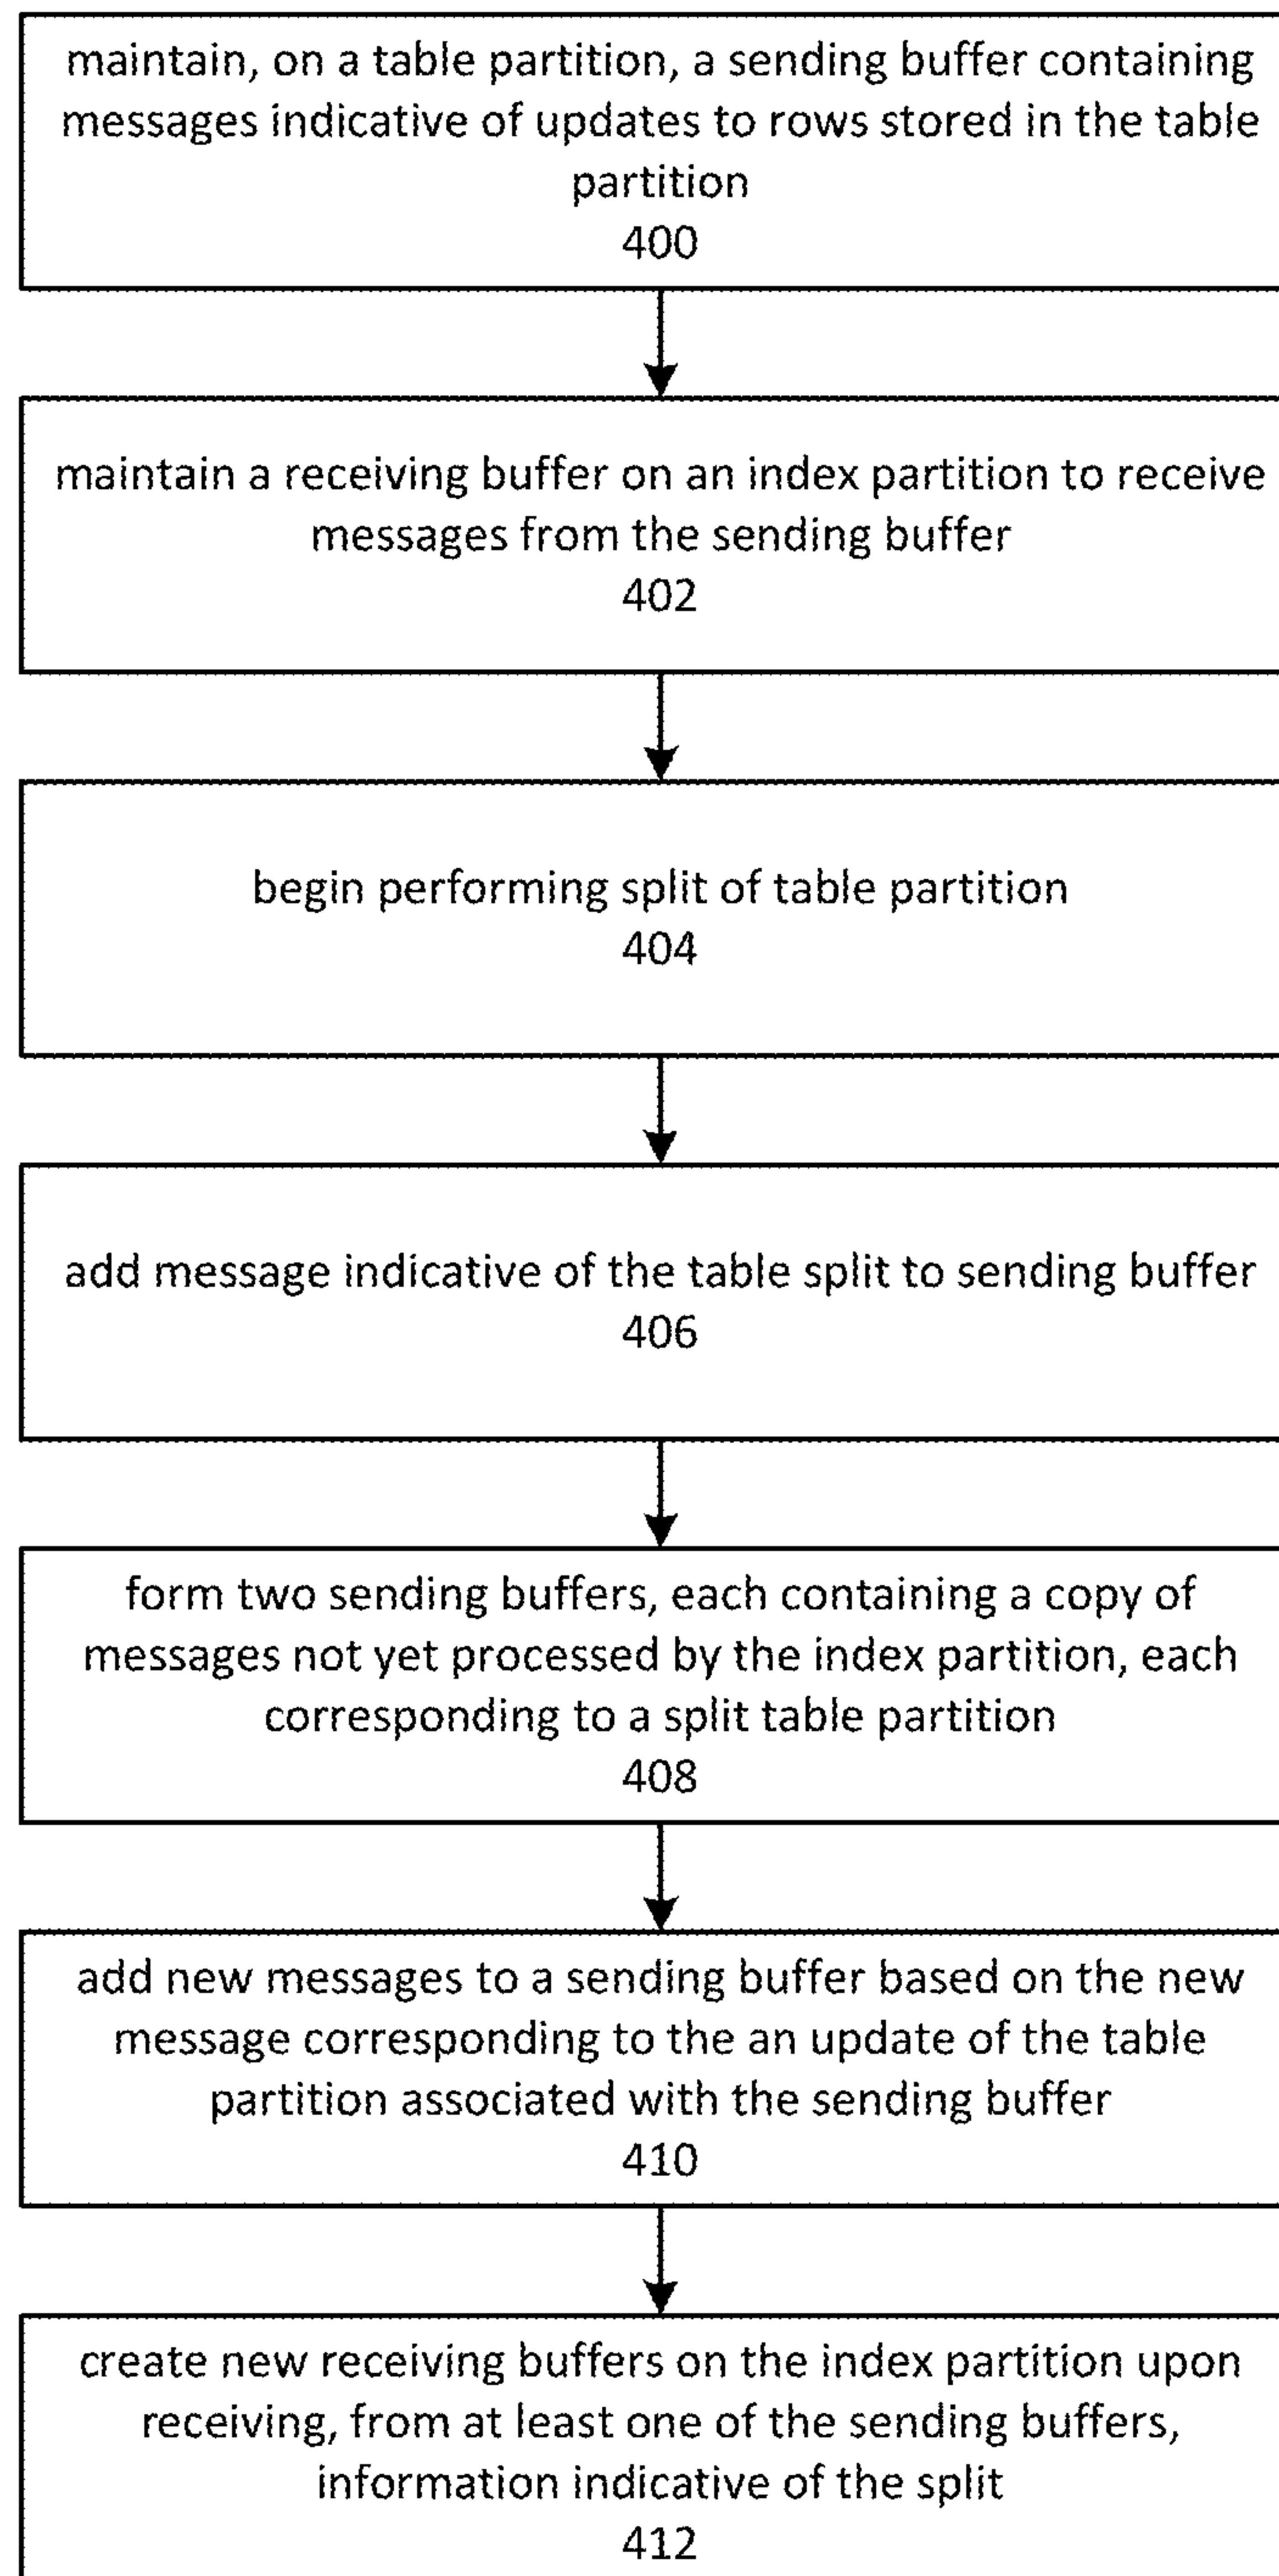 maintain, on a table partition, a sending buffer containing
messages indicative of updates to rows stored in the table
partition
400
maintain a receiving buffer on an index partition to receive
messages from the sending buffer
402
begin performing split of table partition
404
add message indicative of the table split to sending buffer
406
form two sending buffers, each containing a copy of
messages not yet processed by the index partition, each
corresponding to a split table partition
408
add new messages to a sending buffer based on the new
message corresponding to the an update of the table
partition associated with the sending buffer
410
create new receiving buffers on the index partition upon
receiving, from at least one of the sending buffers,
information indicative of the split
412